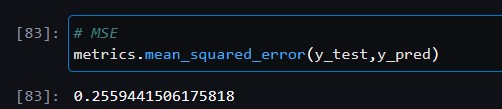 [83]: # MSE
metrics.mean_squared_error(y_test,y_pred)
[83]: 0.2559441506175818